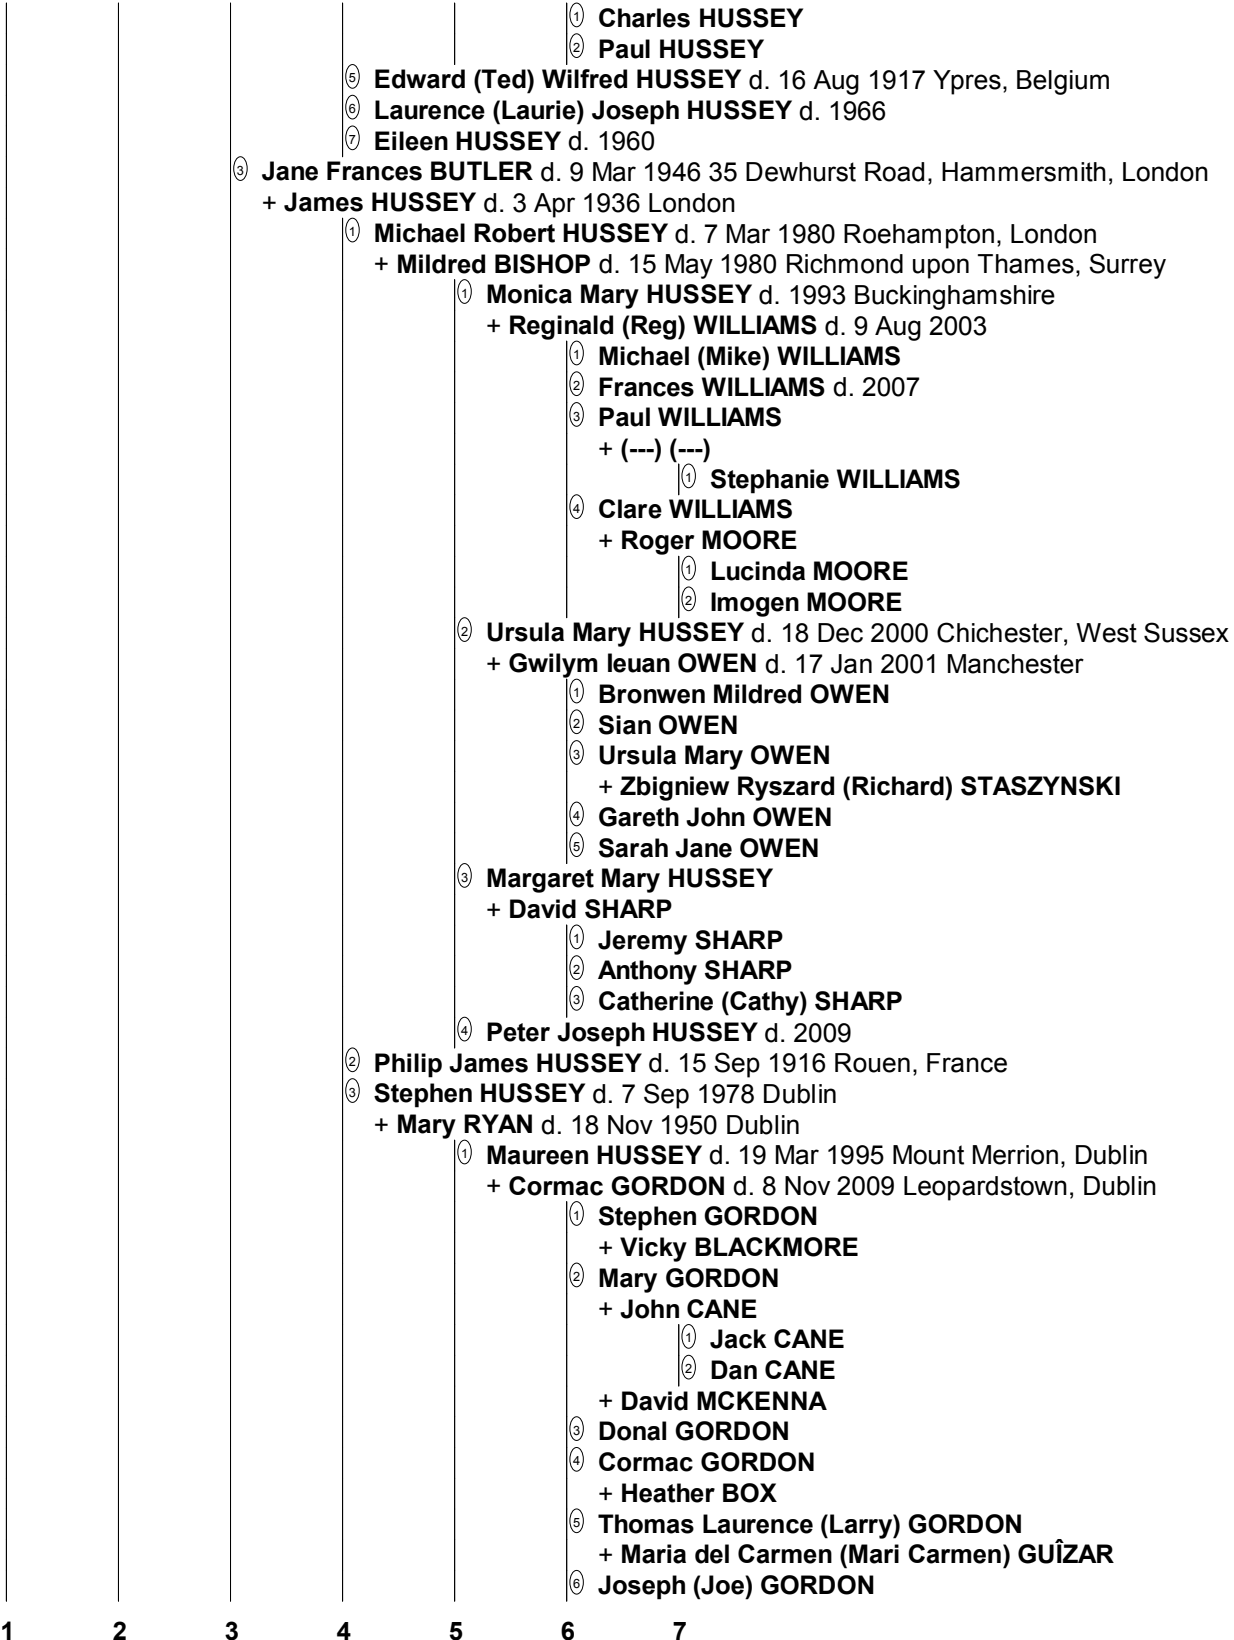 ① Charles HUSSEY
② Paul HUSSEY
⑤ Edward (Ted) Wilfred HUSSEY d. 16 Aug 1917 Ypres, Belgium
⑥ Laurence (Laurie) Joseph HUSSEY d. 1966
⑦ Eileen HUSSEY d. 1960
③ Jane Frances BUTLER d. 9 Mar 1946 35 Dewhurst Road, Hammersmith, London
+ James HUSSEY d. 3 Apr 1936 London
① Michael Robert HUSSEY d. 7 Mar 1980 Roehampton, London
+ Mildred BISHOP d. 15 May 1980 Richmond upon Thames, Surrey
① Monica Mary HUSSEY d. 1993 Buckinghamshire
+ Reginald (Reg) WILLIAMS d. 9 Aug 2003
① Michael (Mike) WILLIAMS
② Frances WILLIAMS d. 2007
③ Paul WILLIAMS
+ (---) (---)
① Stephanie WILLIAMS
④ Clare WILLIAMS
+ Roger MOORE
① Lucinda MOORE
② Imogen MOORE
② Ursula Mary HUSSEY d. 18 Dec 2000 Chichester, West Sussex
+ Gwilym Ieuan OWEN d. 17 Jan 2001 Manchester
① Bronwen Mildred OWEN
② Sian OWEN
③ Ursula Mary OWEN
+ Zbigniew Ryszard (Richard) STASZYNSKI
④ Gareth John OWEN
⑤ Sarah Jane OWEN
③ Margaret Mary HUSSEY
+ David SHARP
① Jeremy SHARP
② Anthony SHARP
③ Catherine (Cathy) SHARP
④ Peter Joseph HUSSEY d. 2009
② Philip James HUSSEY d. 15 Sep 1916 Rouen, France
③ Stephen HUSSEY d. 7 Sep 1978 Dublin
+ Mary RYAN d. 18 Nov 1950 Dublin
① Maureen HUSSEY d. 19 Mar 1995 Mount Merrion, Dublin
+ Cormac GORDON d. 8 Nov 2009 Leopardstown, Dublin
① Stephen GORDON
+ Vicky BLACKMORE
② Mary GORDON
+ John CANE
① Jack CANE
② Dan CANE
+ David MCKENNA
③ Donal GORDON
④ Cormac GORDON
+ Heather BOX
⑤ Thomas Laurence (Larry) GORDON
+ Maria del Carmen (Mari Carmen) GUÎZAR
⑥ Joseph (Joe) GORDON
1 2 3 4 5 6 7